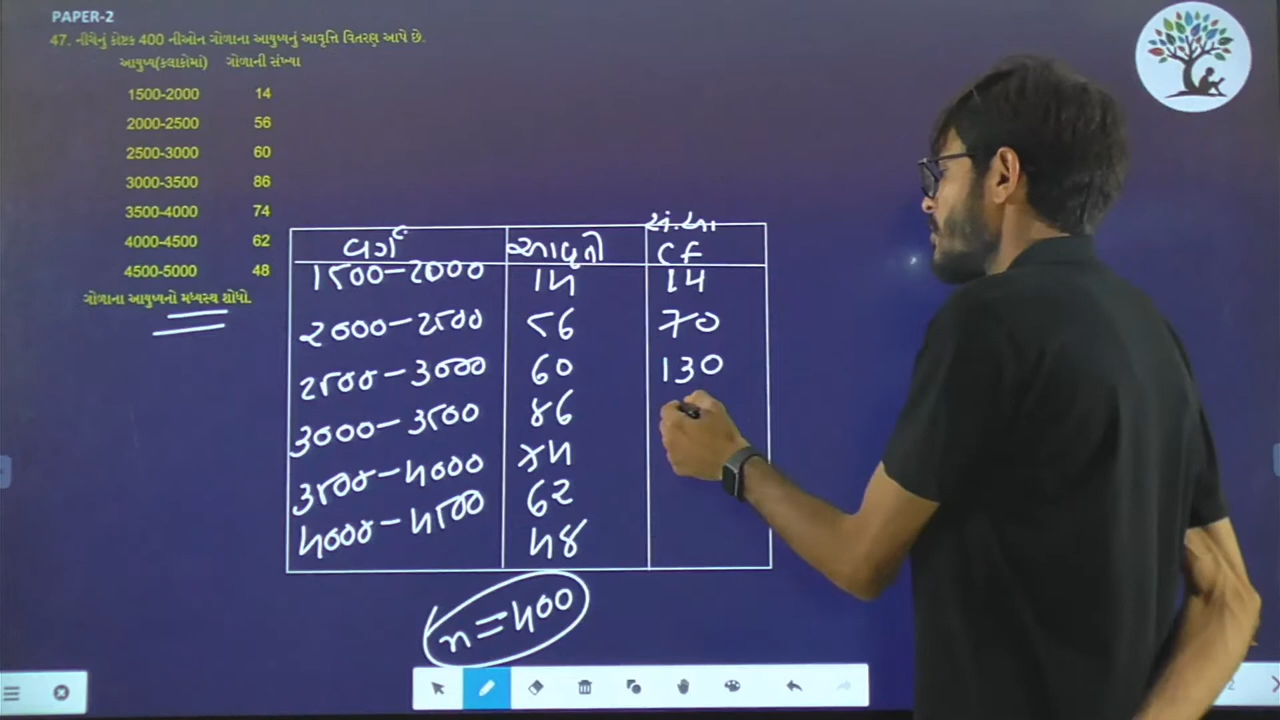 PAPER-2
47. નીચેનું કોષ્ટક 400 નીઓન ગોળાના આયુષ્યનું આવૃત્તિ વિતરણ આપે છે.
આયુષ્ય(કલાકોમાં) ગોળાની સંખ્યા
1500-2000 14
2000-2500 56
2500-3000 60
3000-3500 86
3500-4000 74
4000-4500 62
4500-5000 48
ગોળાના આયુષ્યનો મધ્યસ્થ શોધો.
સં.આ
વર્ગ આવૃતી cf
1500-2000 14 14
2000-2500 56 70
2500-3000 60 130
3000-3500 86
3500-4000 74
4000-4500 62
48
n=400